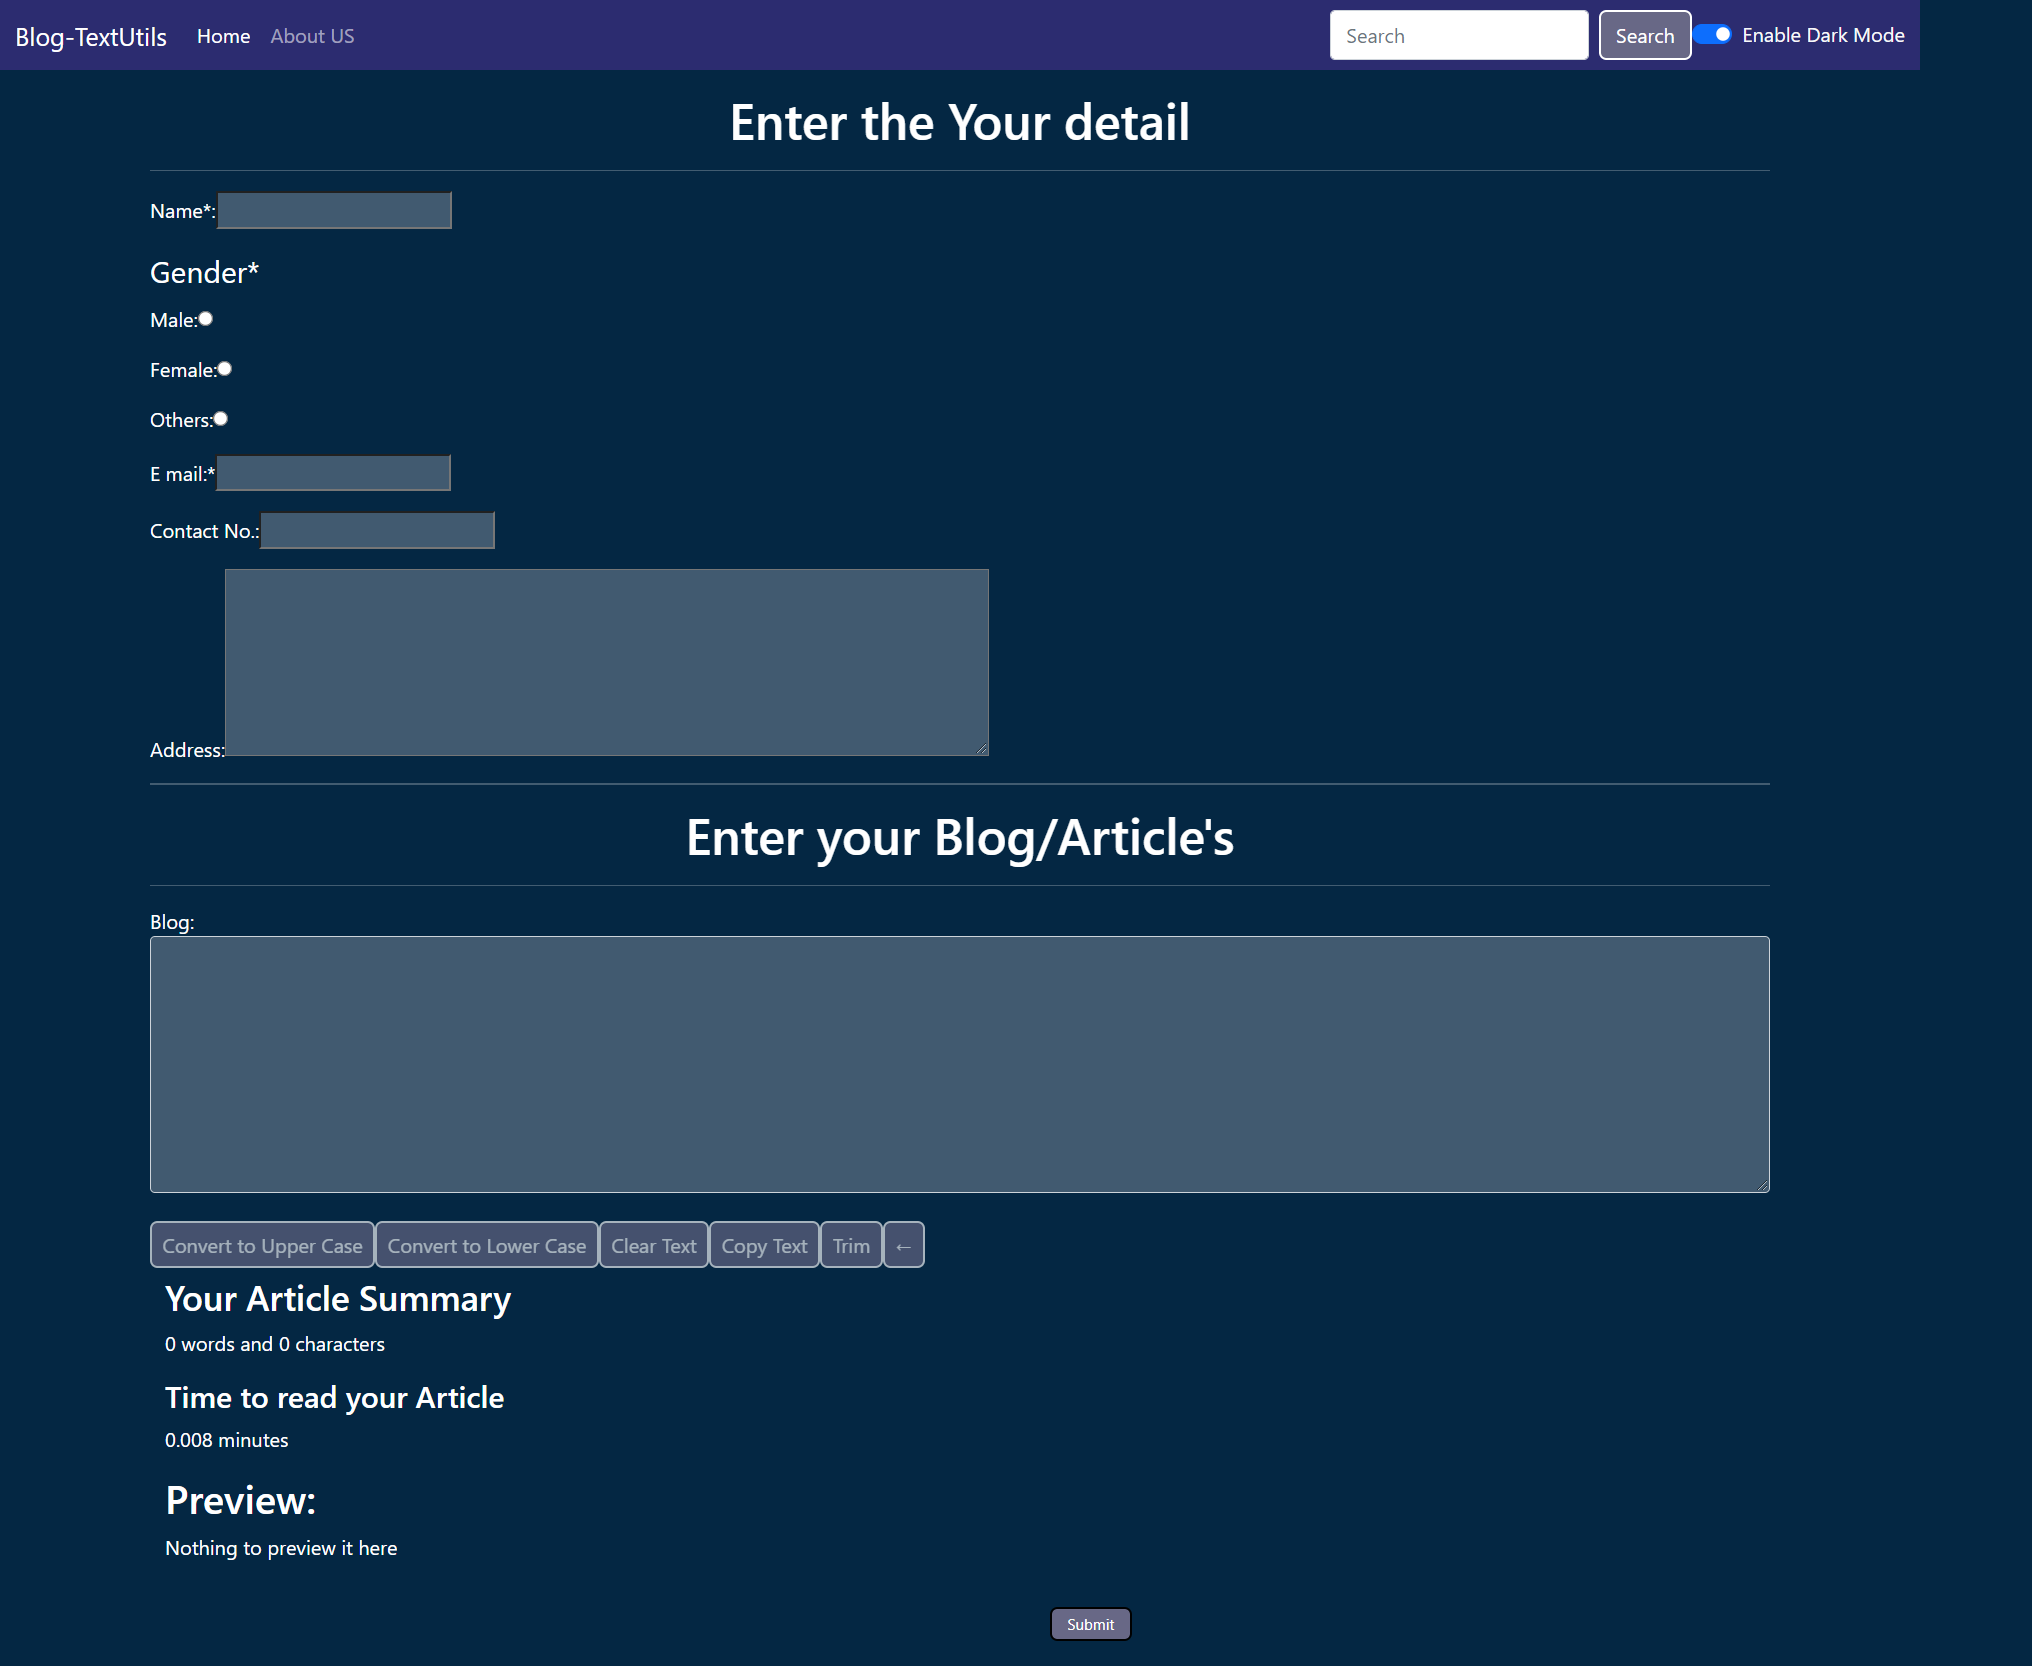 Blog-TextUtils Home About US Search Search Enable Dark Mode
Enter the Your detail
Name*:
Gender*
Male:
Female:
Others:
E mail:*
Contact No.:
Address:
Enter your Blog/Article's
Blog:
Convert to Upper Case Convert to Lower Case Clear Text Copy Text Trim ←
Your Article Summary
0 words and 0 characters
Time to read your Article
0.008 minutes
Preview:
Nothing to preview it here
Submit